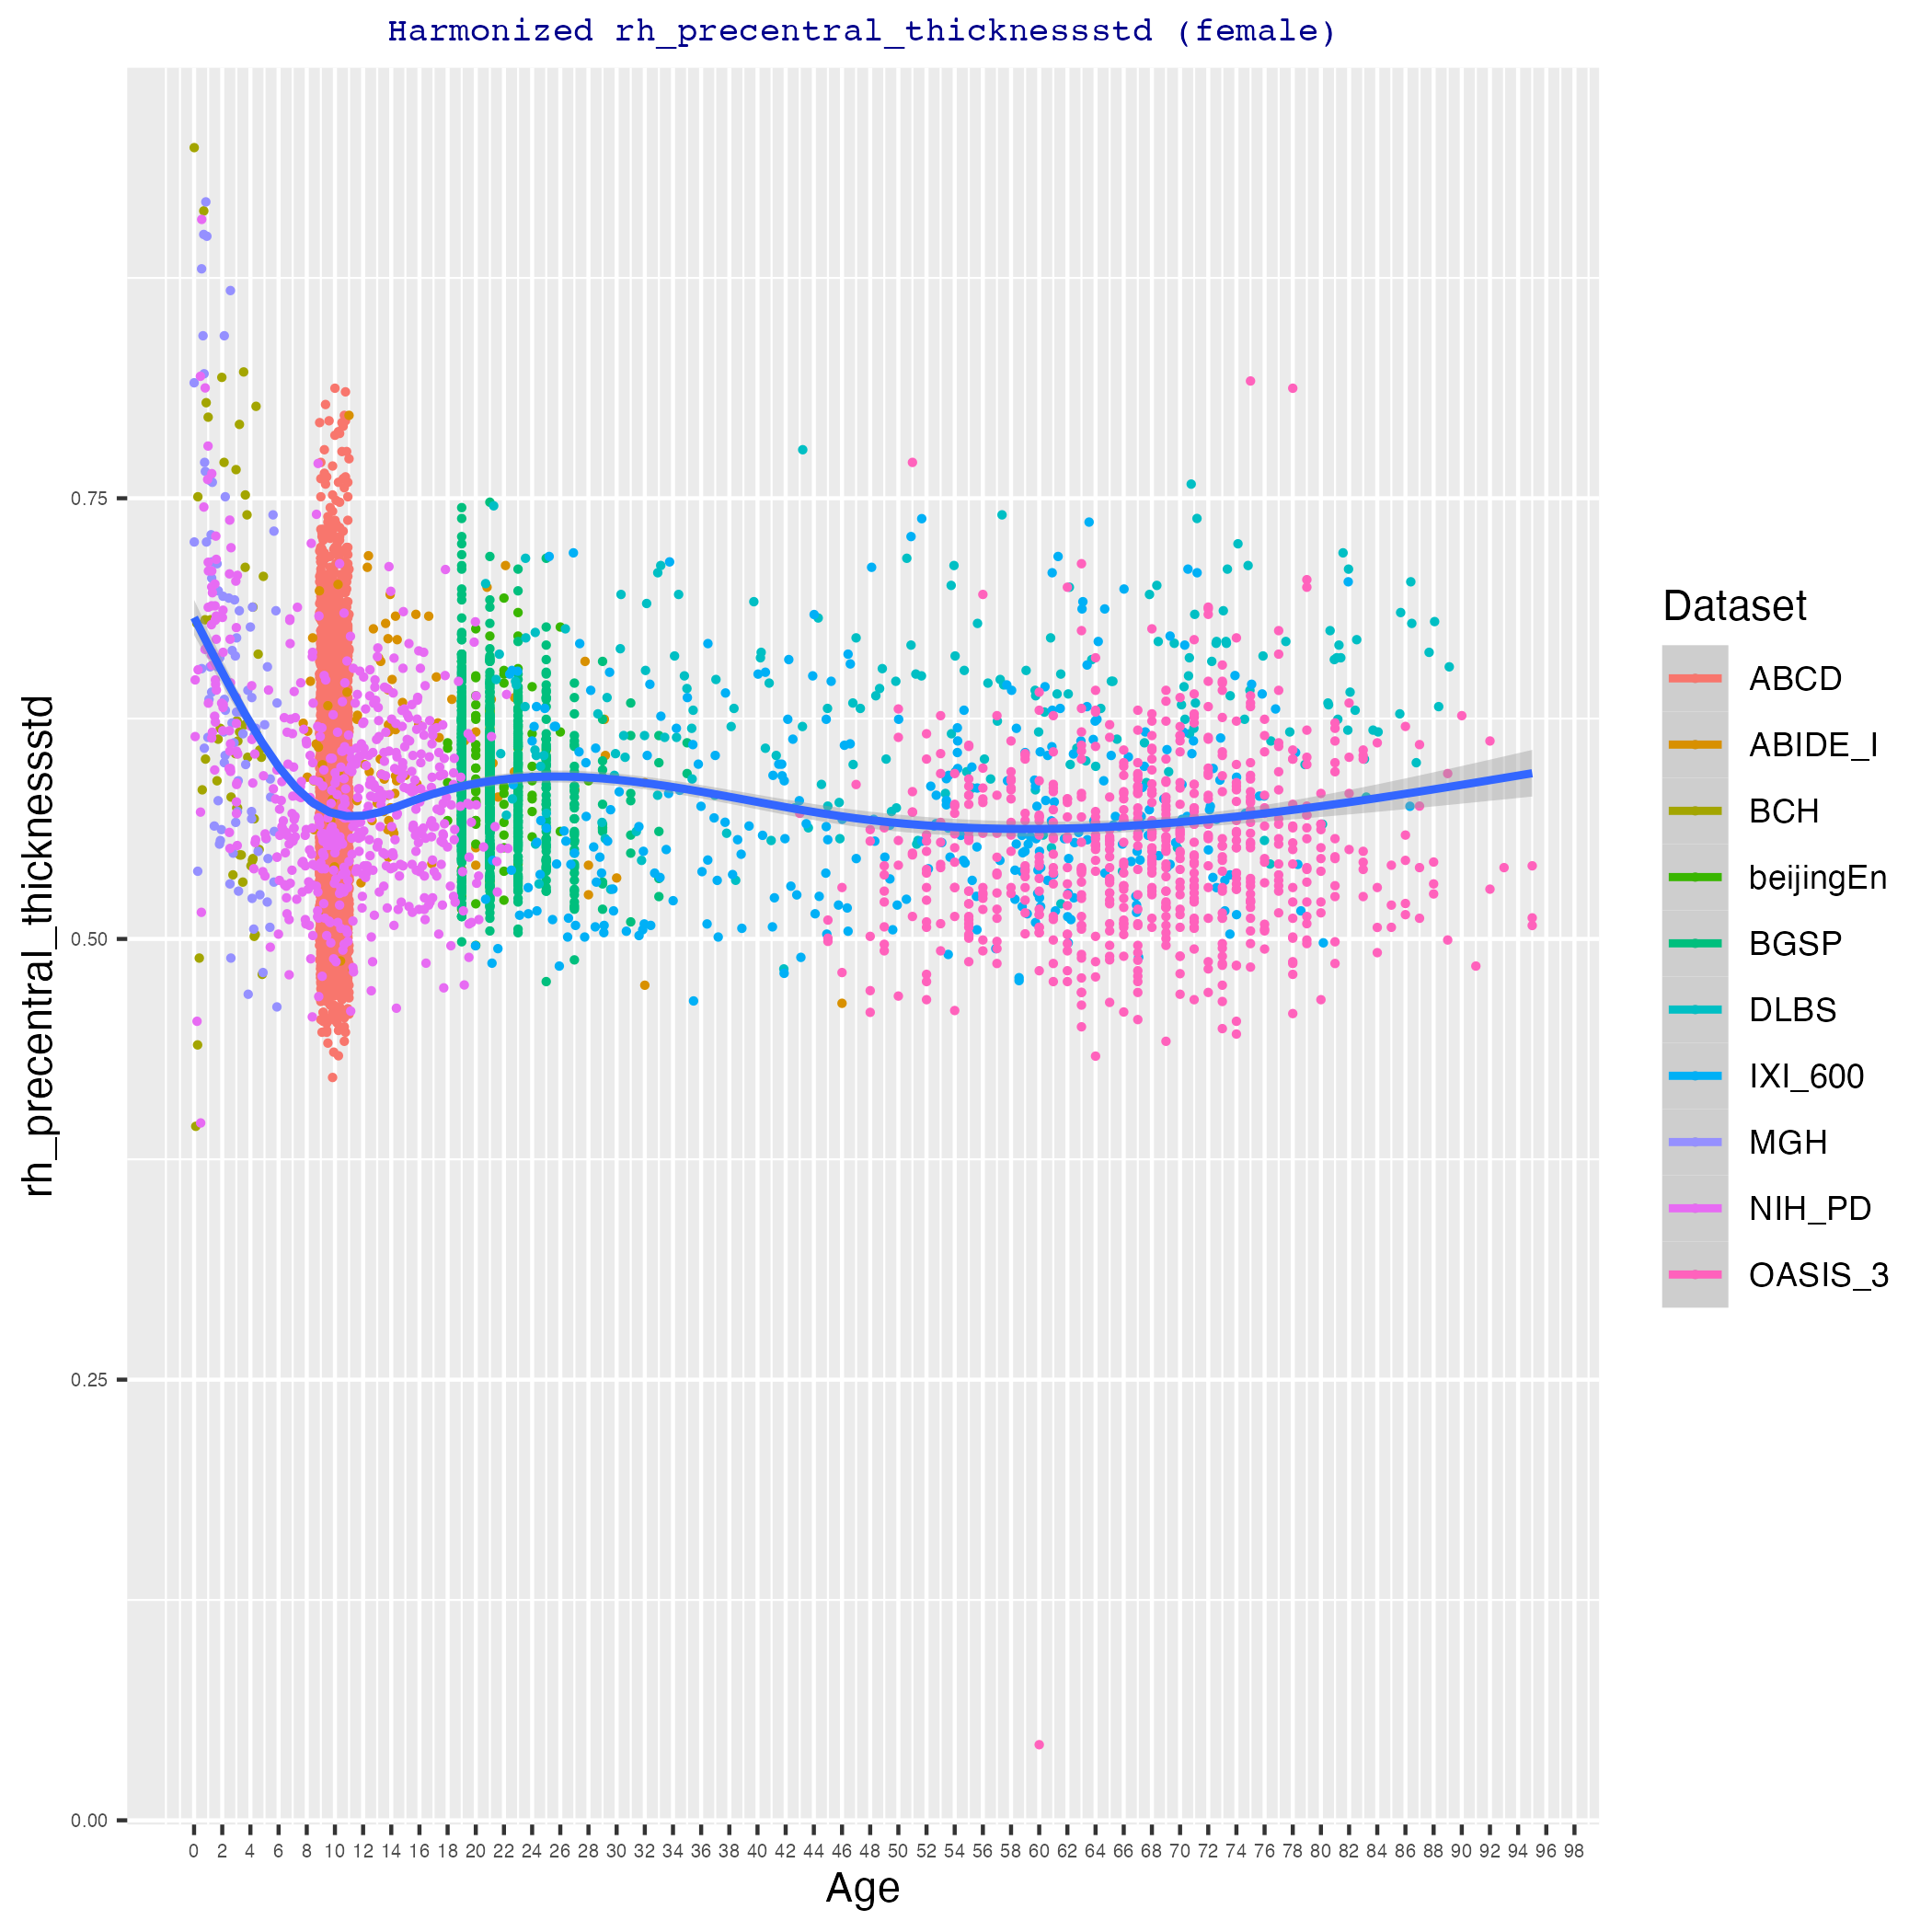 Harmonized rh_precentral_thicknessstd (female)
rh_precentral_thicknessstd
0.75
0.50
0.25
0.00
0 2 4 6 8 10 12 14 16 18 20 22 24 26 28 30 32 34 36 38 40 42 44 46 48 50 52 54 56 58 60 62 64 66 68 70 72 74 76 78 80 82 84 86 88 90 92 94 96 98
Age
Dataset
ABCD
ABIDE_I
BCH
beijingEn
BGSP
DLBS
IXI_600
MGH
NIH_PD
OASIS_3